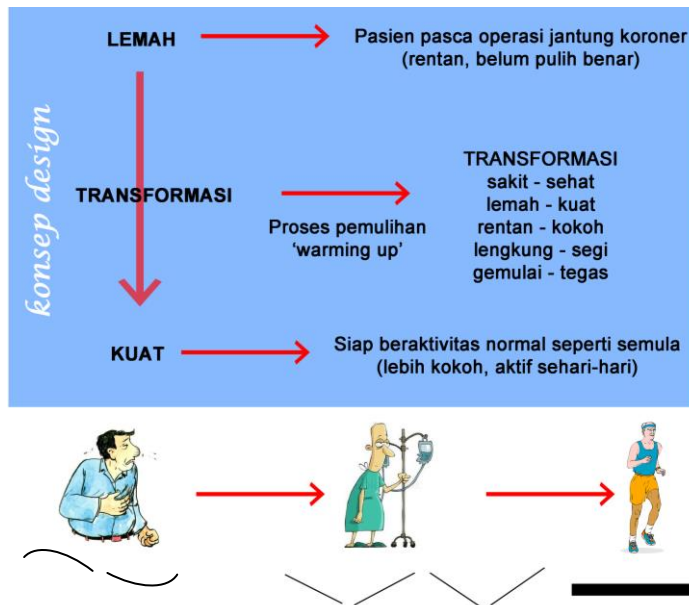 konsep design
LEMAH
Pasien pasca operasi jantung koroner
(rentan, belum pulih benar)
TRANSFORMASI
Proses pemulihan
'warming up'
TRANSFORMASI
sakit - sehat
lemah - kuat
rentan - kokoh
lengkung - segi
gemulai - tegas
KUAT
Siap beraktivitas normal seperti semula
(lebih kokoh, aktif sehari-hari)